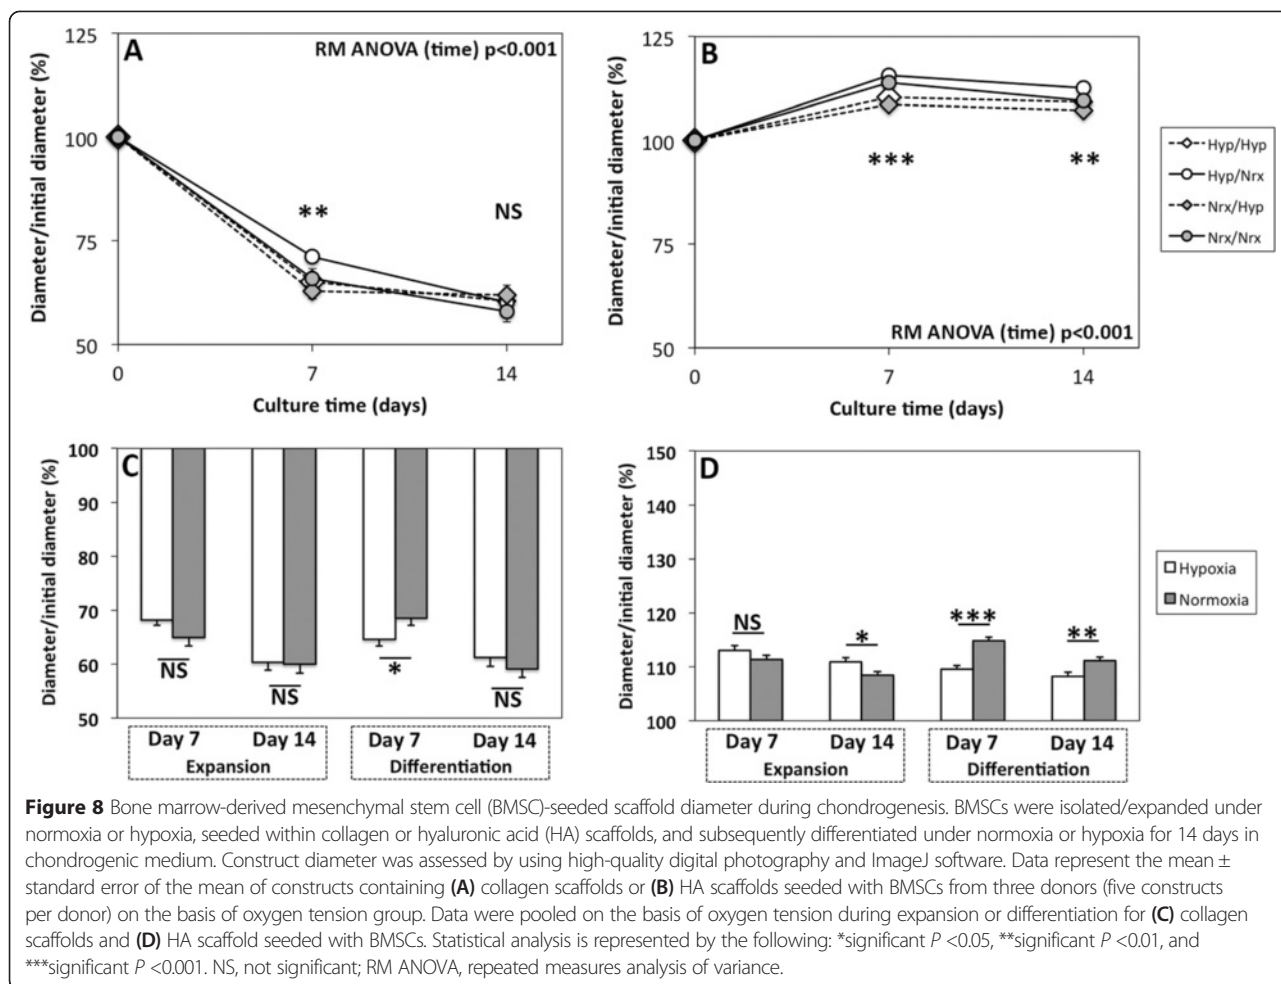 A
RM ANOVA (time) p<0.001
Diameter/initial diameter (%)
125
100
75
50
**
NS
0
7
14
Culture time (days)
B
Diameter/initial diameter (%)
125
100
75
50
***
**
RM ANOVA (time) p<0.001
0
7
14
Culture time (days)
Hyp/Hyp
Hyp/Nrx
Nrx/Hyp
Nrx/Nrx
C
Diameter/initial diameter (%)
100
90
80
70
60
50
NS
NS
*
NS
Day 7 Day 14
Expansion
Day 7 Day 14
Differentiation
D
Diameter/initial diameter (%)
150
140
130
120
110
100
NS
*
***
**
Day 7 Day 14
Expansion
Day 7 Day 14
Differentiation
Hypoxia
Normoxia
Figure 8 Bone marrow-derived mesenchymal stem cell (BMSC)-seeded scaffold diameter during chondrogenesis. BMSCs were isolated/expanded under
normoxia or hypoxia, seeded within collagen or hyaluronic acid (HA) scaffolds, and subsequently differentiated under normoxia or hypoxia for 14 days in
chondrogenic medium. Construct diameter was assessed by using high-quality digital photography and ImageJ software. Data represent the mean ±
standard error of the mean of constructs containing (A) collagen scaffolds or (B) HA scaffolds seeded with BMSCs from three donors (five constructs
per donor) on the basis of oxygen tension group. Data were pooled on the basis of oxygen tension during expansion or differentiation for (C) collagen
scaffolds and (D) HA scaffold seeded with BMSCs. Statistical analysis is represented by the following: *significant P <0.05, **significant P <0.01, and
***significant P <0.001. NS, not significant; RM ANOVA, repeated measures analysis of variance.